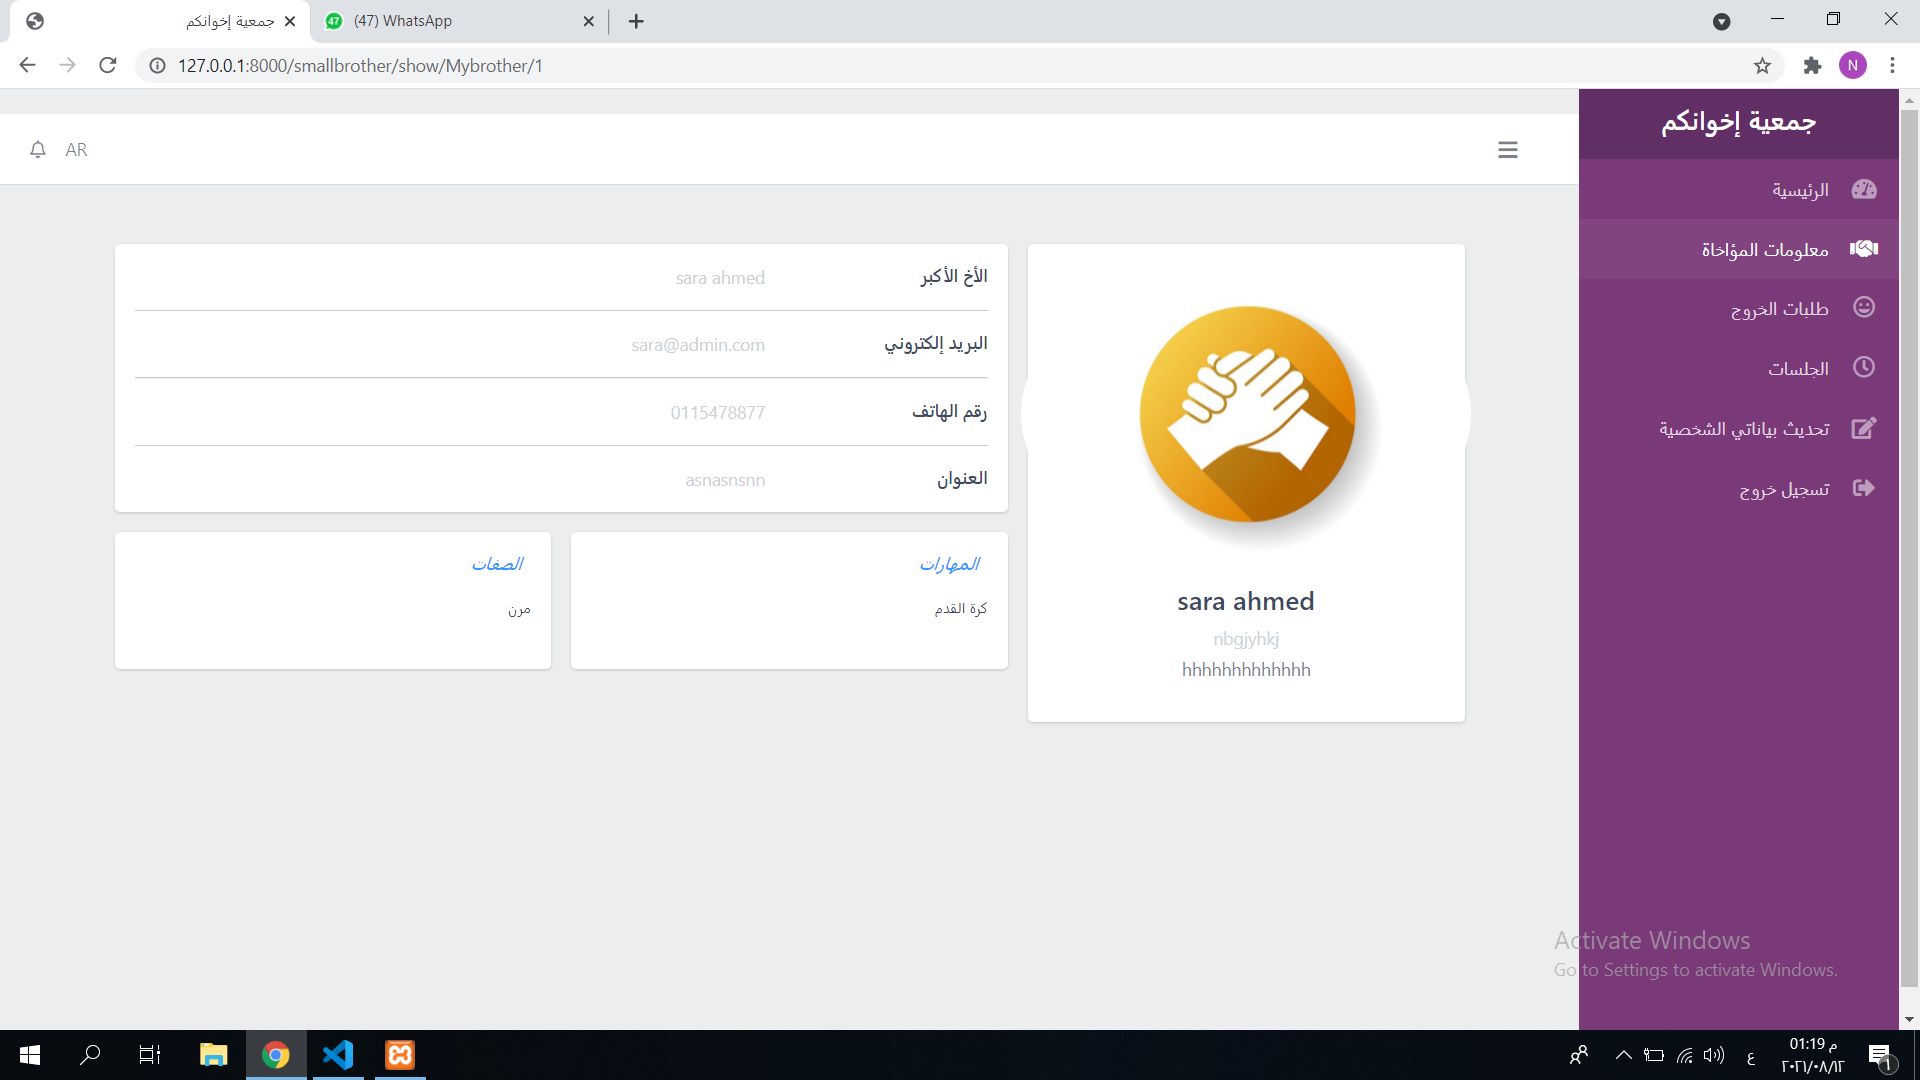 جمعية إخوانكم
(47) WhatsApp
127.0.0.1:8000/smallbrother/show/Mybrother/1
N
AR
جمعية إخوانكم
الرئيسية
معلومات المؤاخاة
طلبات الخروج
الجلسات
تحديث بياناتي الشخصية
تسجيل خروج
sara ahmed
nbgjyhkj
hhhhhhhhhhhhh
الأخ الأكبر sara ahmed
البريد إلكتروني sara@admin.com
رقم الهاتف 0115478877
العنوان asnasnsnn
المهارات
كرة القدم
الصفات
مرن
Activate Windows
Go to Settings to activate Windows.
ع
01:19 م
٢٠٢١/٠٨/١٢
١